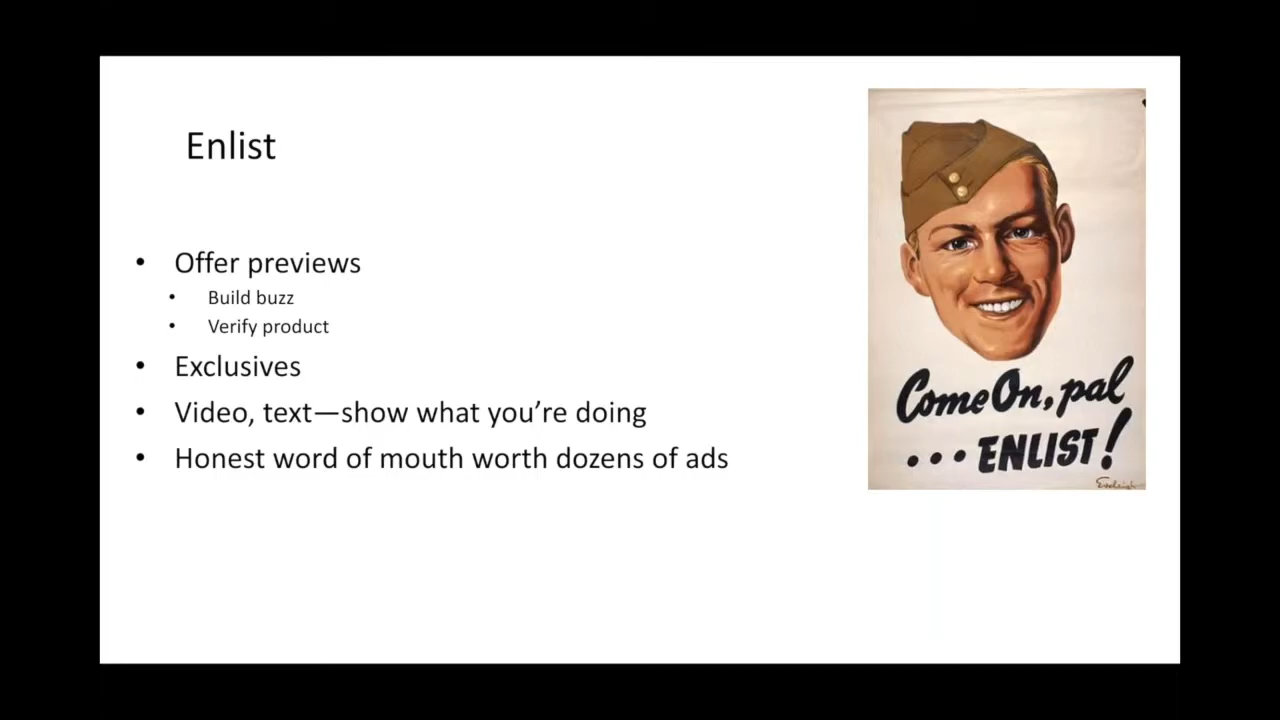 Enlist
• Offer previews
• Build buzz
• Verify product
• Exclusives
• Video, text—show what you're doing
• Honest word of mouth worth dozens of ads
Come On, pal
... ENLIST!